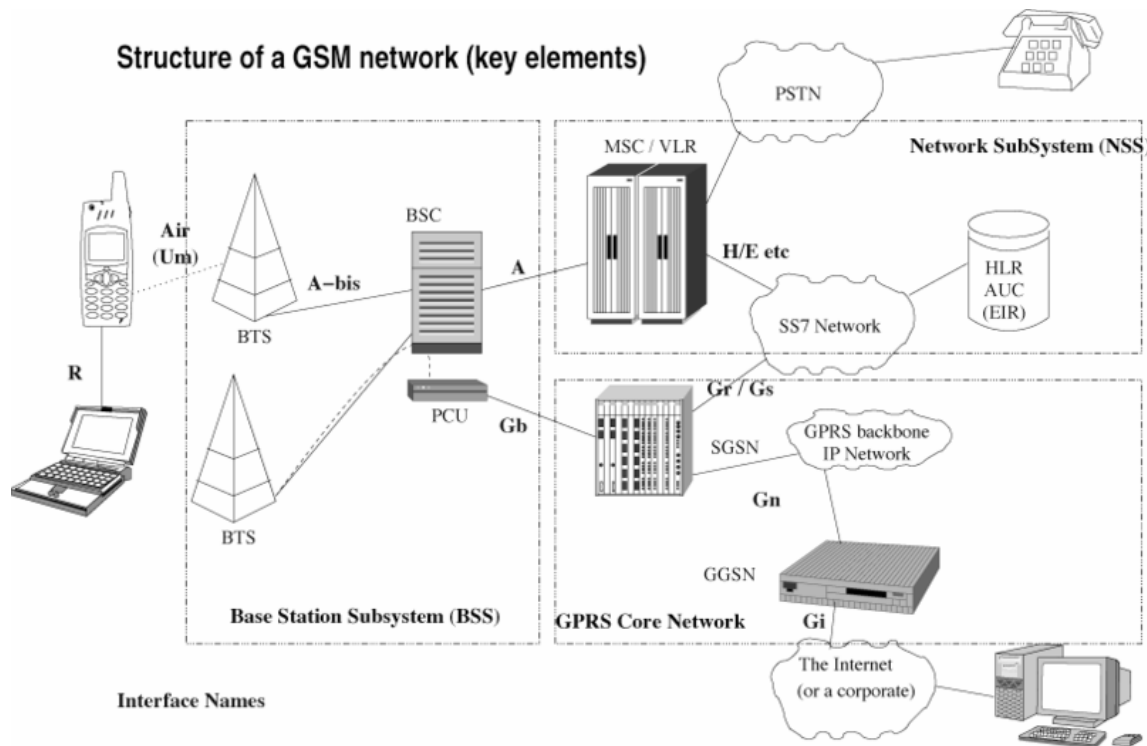 Structure of a GSM network (key elements)
PSTN
MSC / VLR
Network SubSystem (NSS
BSC
Air
(Um)
A-bis
A
H/E etc
HLR
AUC
(EIR)
BTS
SS7 Network
R
PCU
Gb
Gr / Gs
SGSN
GPRS backbone
IP Network
Gn
BTS
GGSN
Base Station Subsystem (BSS)
GPRS Core Network
Gi
The Internet
(or a corporate)
Interface Names